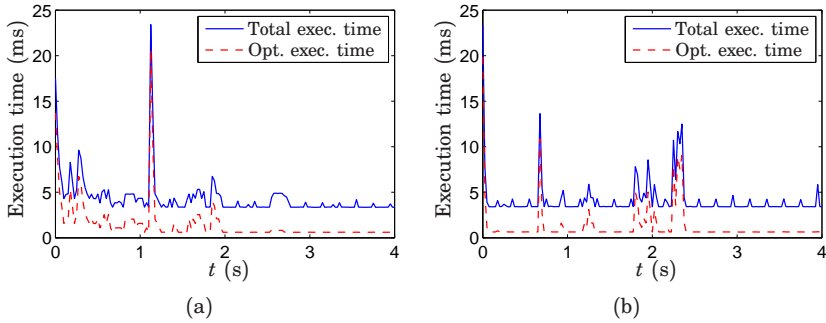 Total exec. time
Opt. exec. time
Execution time (ms)
25
20
15
10
5
0
0 1 2 3 4
t (s)
(a)
Total exec. time
Opt. exec. time
Execution time (ms)
25
20
15
10
5
0
0 1 2 3 4
t (s)
(b)